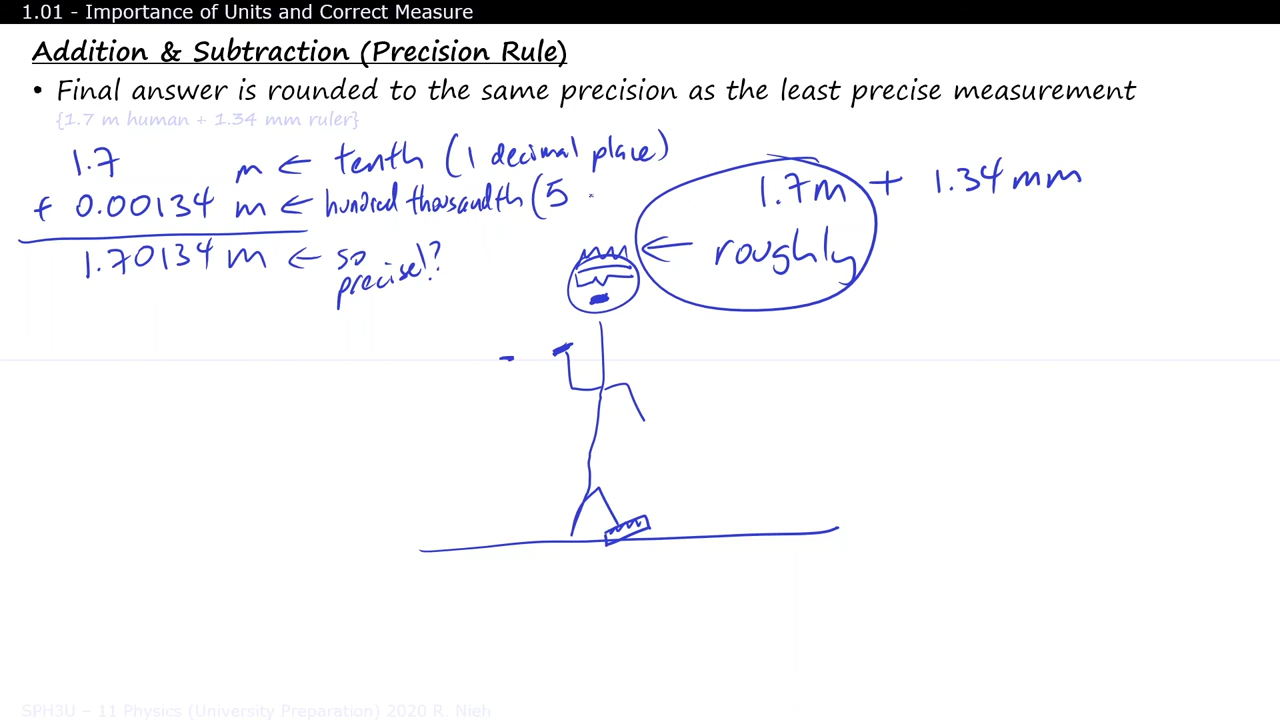 1.01 - Importance of Units and Correct Measure
Addition & Subtraction (Precision Rule)
• Final answer is rounded to the same precision as the least precise measurement
{1.7 m human + 1.34 mm ruler}
1.7 m ← tenth (1 decimal place)
+ 0.00134 m ← hundred thousandth (5
1.70134 m ← so precise!?
1.7m + 1.34 mm
← roughly
SPH3U – 11 Physics (University Preparation) 2020 R. Nieh